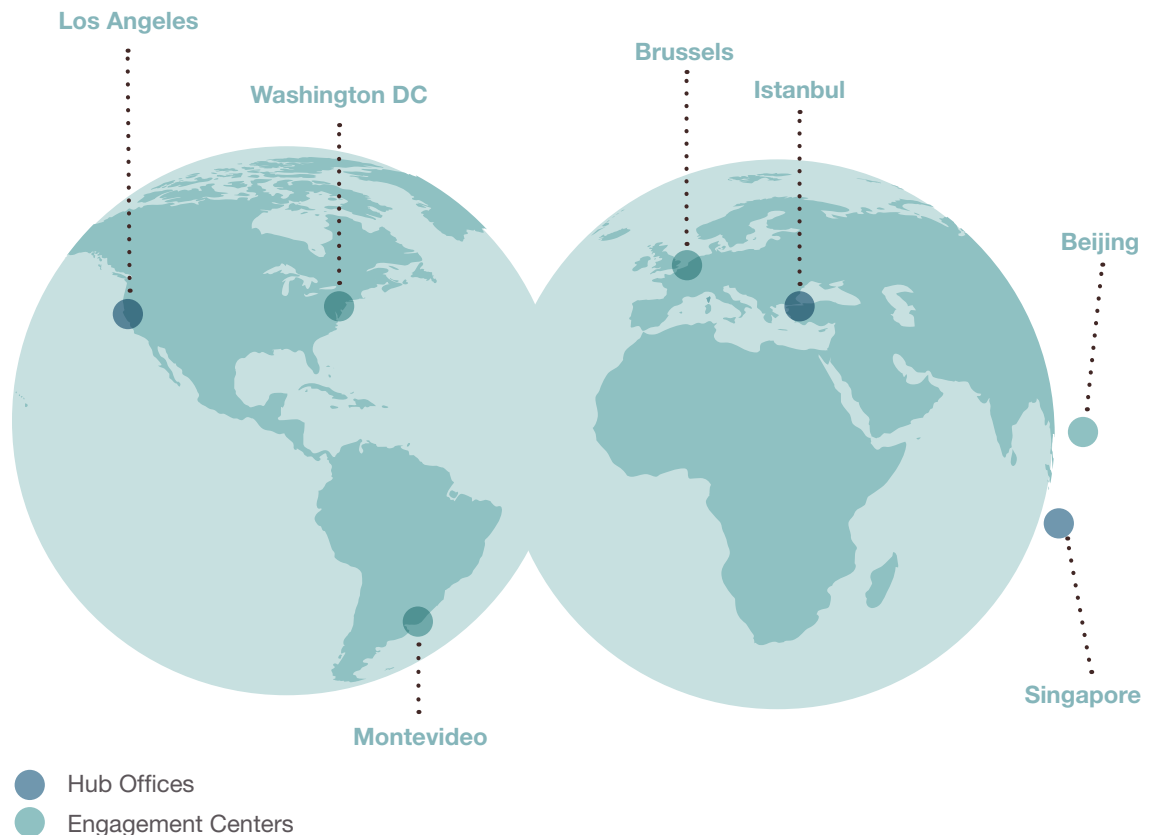 Los Angeles
Brussels
Washington DC
Istanbul
Beijing
Singapore
Montevideo
Hub Offices
Engagement Centers